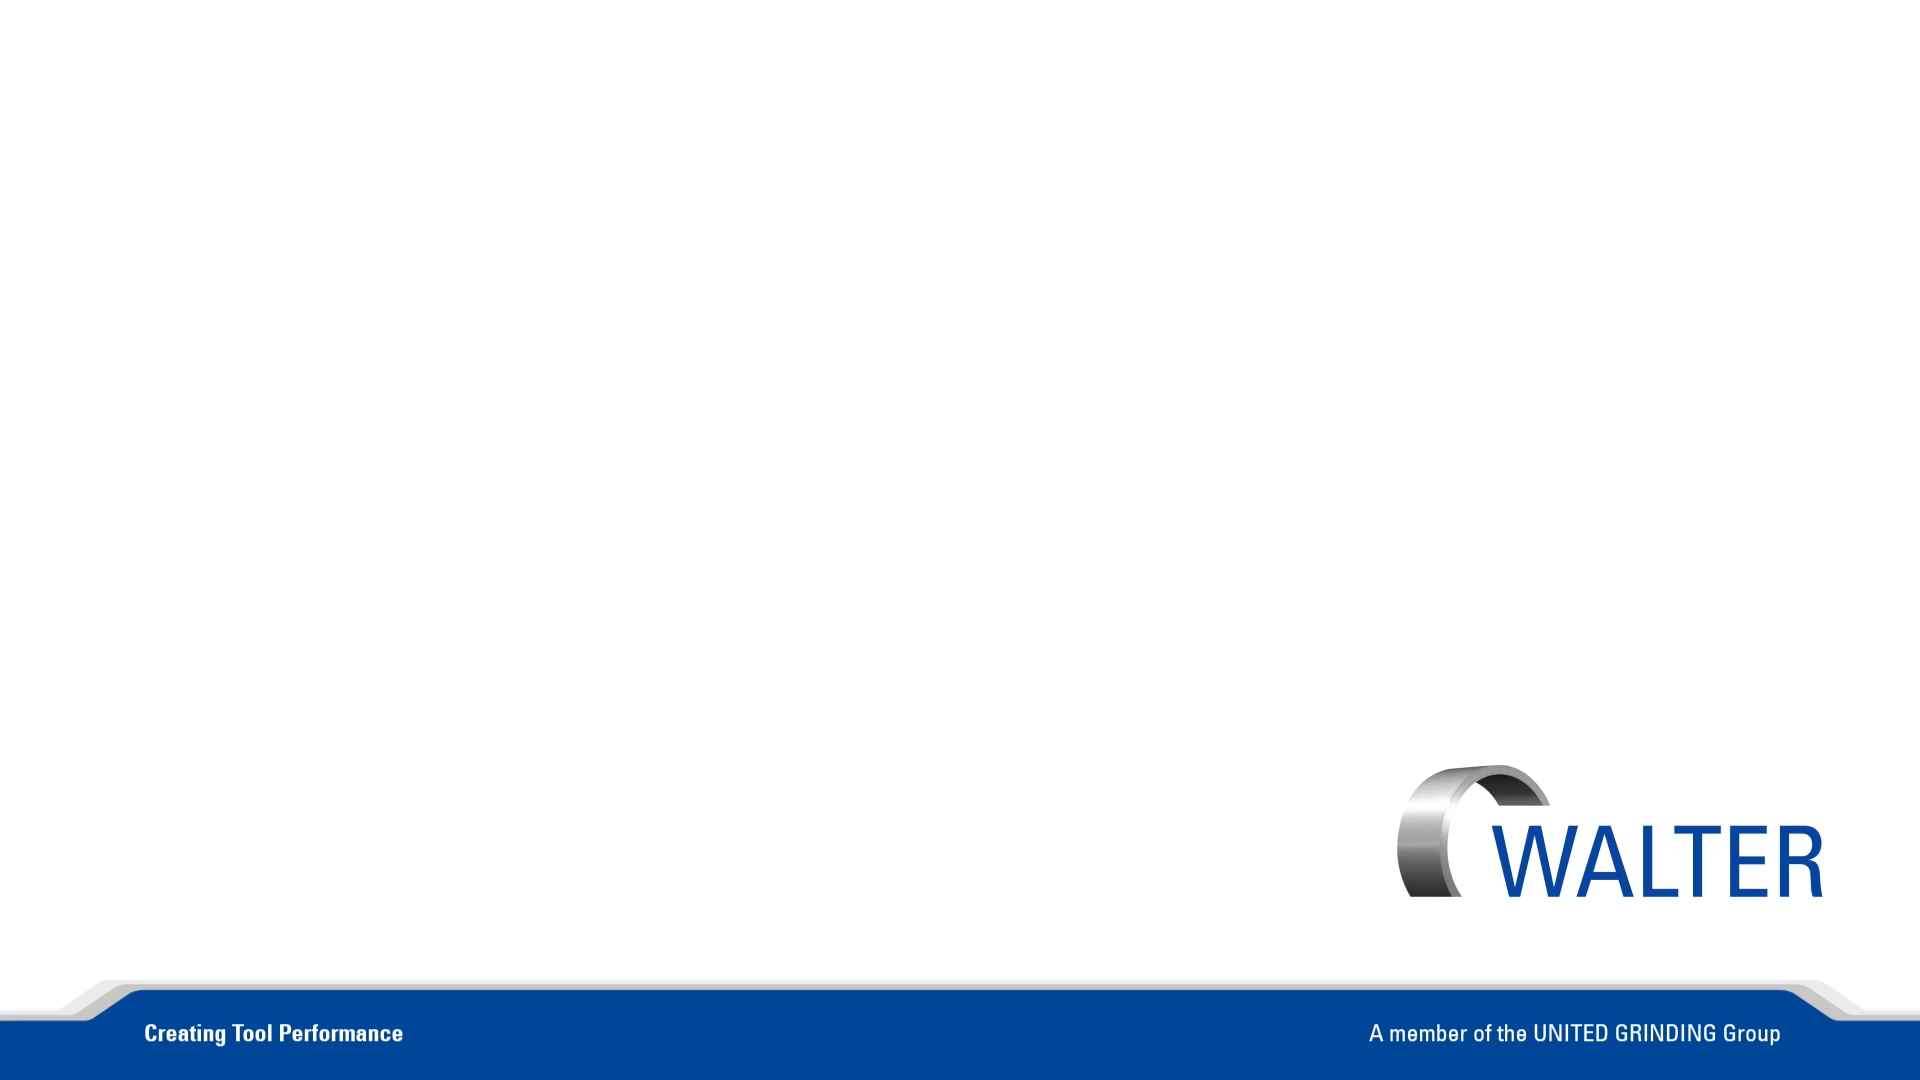 WALTER
Creating Tool Performance
A member of the UNITED GRINDING Group